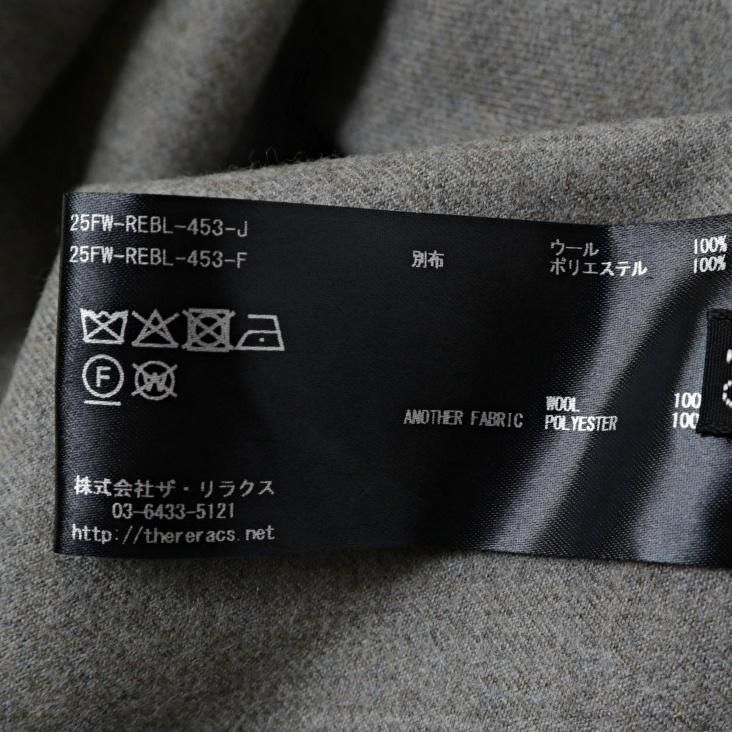 25FW-REBL-453-J
25FW-REBL-453-F
ウール 100%
別布 ポリエステル 100%
F
W
WOOL 100
ANOTHER FABRIC POLYESTER 100
株式会社ザ・リラクス
03-6433-5121
http://thereracs.net